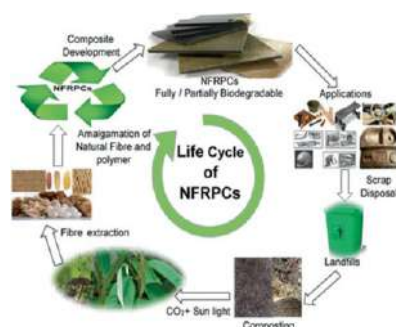 Composite
Development
NFRPCs
NFRPCs
Fully / Partially Biodegradable
Applications
Amalgamation of
Natural Fibre and
polymer
Life Cycle
of
NFRPCs
Scrap
Disposal
Fibre extraction
Landfills
CO₂+ Sun light
Composting